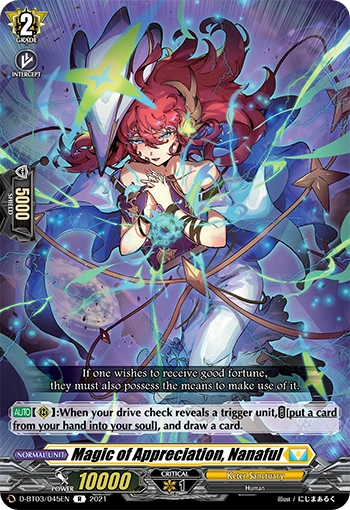 2
GRADE
INTERCEPT
5000
SHIELD
If one wishes to receive good fortune,
they must also possess the means to make use of it.
AUTO【】:When your drive check reveals a trigger unit, [put a card
from your hand into your soul], and draw a card.
NORMAL UNIT Magic of Appreciation, Nanaful
POWER 10000 CRITICAL 1 Keter Sanctuary
Human
D-BT03/045EN R 2021 illust / にじまあるく